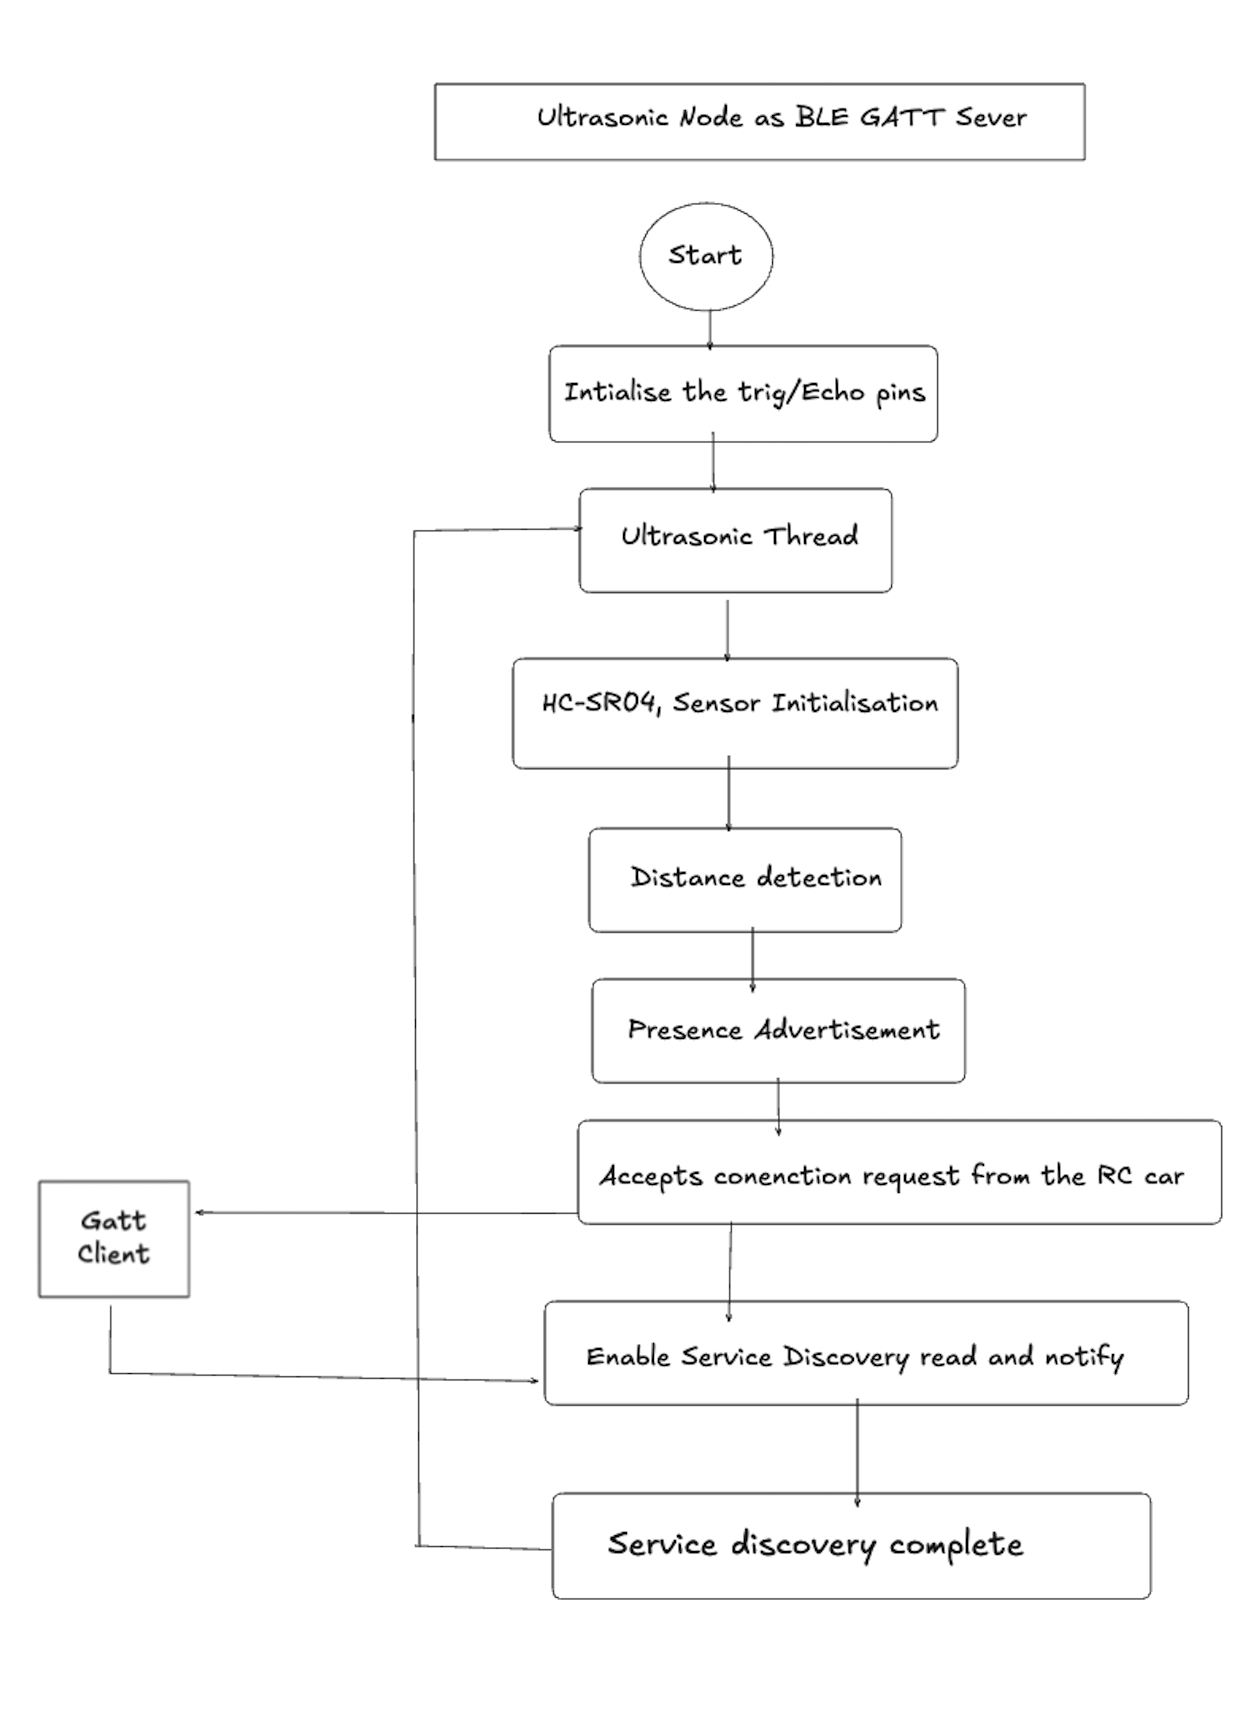 Ultrasonic Node as BLE GATT Sever
Start
Intialise the trig/Echo pins
Ultrasonic Thread
HC-SR04, Sensor Initialisation
Distance detection
Presence Advertisement
Accepts conenction request from the RC car
Gatt
Client
Enable Service Discovery read and notify
Service discovery complete